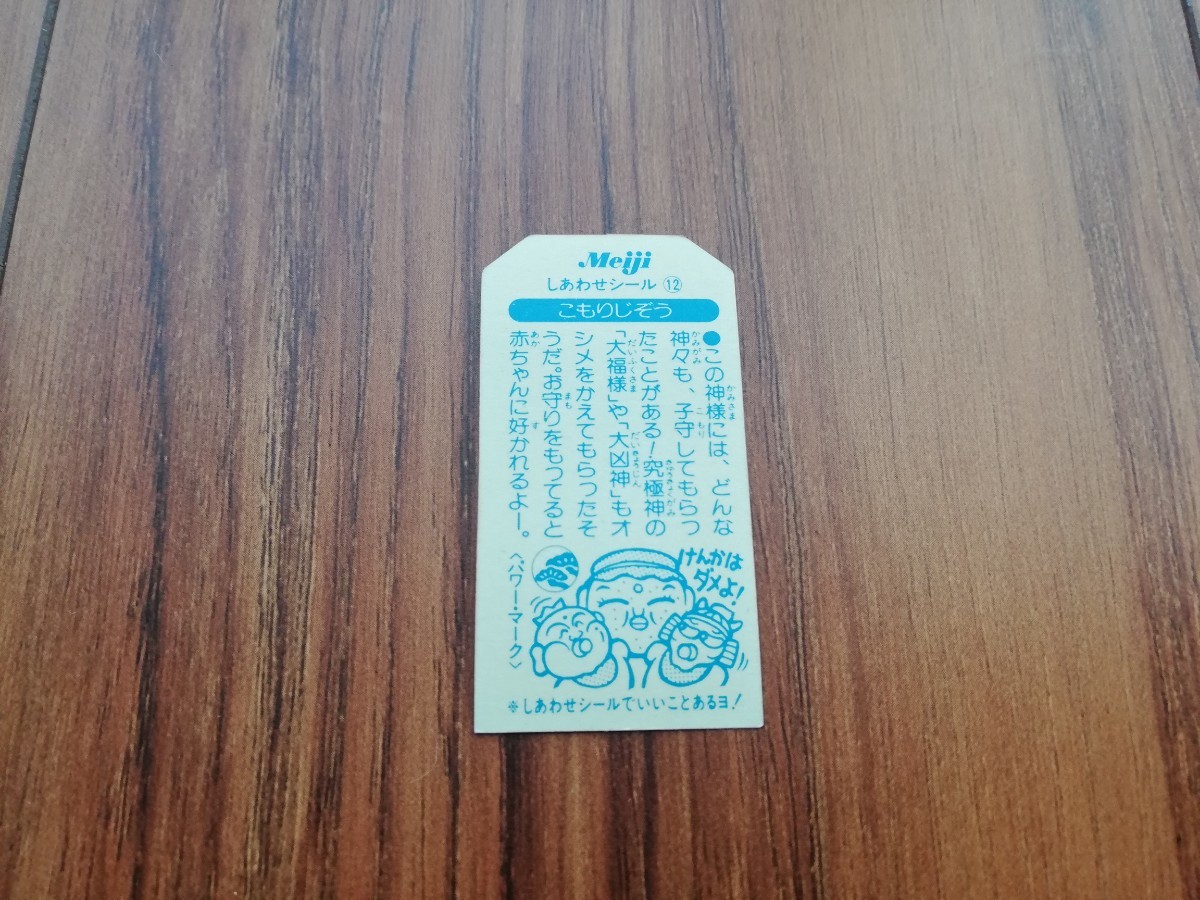 Meiji
しあわせシール ⑫
こもりじぞう
●この神様には、どんな
神々も、子守してもらっ
たことがある!究極神の
「大福様」や「大凶神」もオ
シメをかえてもらったそ
うだ。お守りをもってると
赤ちゃんに好かれるよー。
けんかは
ダメよ!
〈パワー・マーク〉
※しあわせシールでいいことあるヨ!